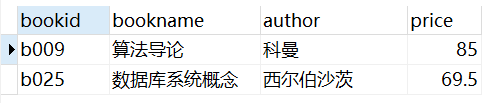 bookid bookname author price
b009 算法导论 科曼 85
b025 数据库系统概念 西尔伯沙茨 69.5